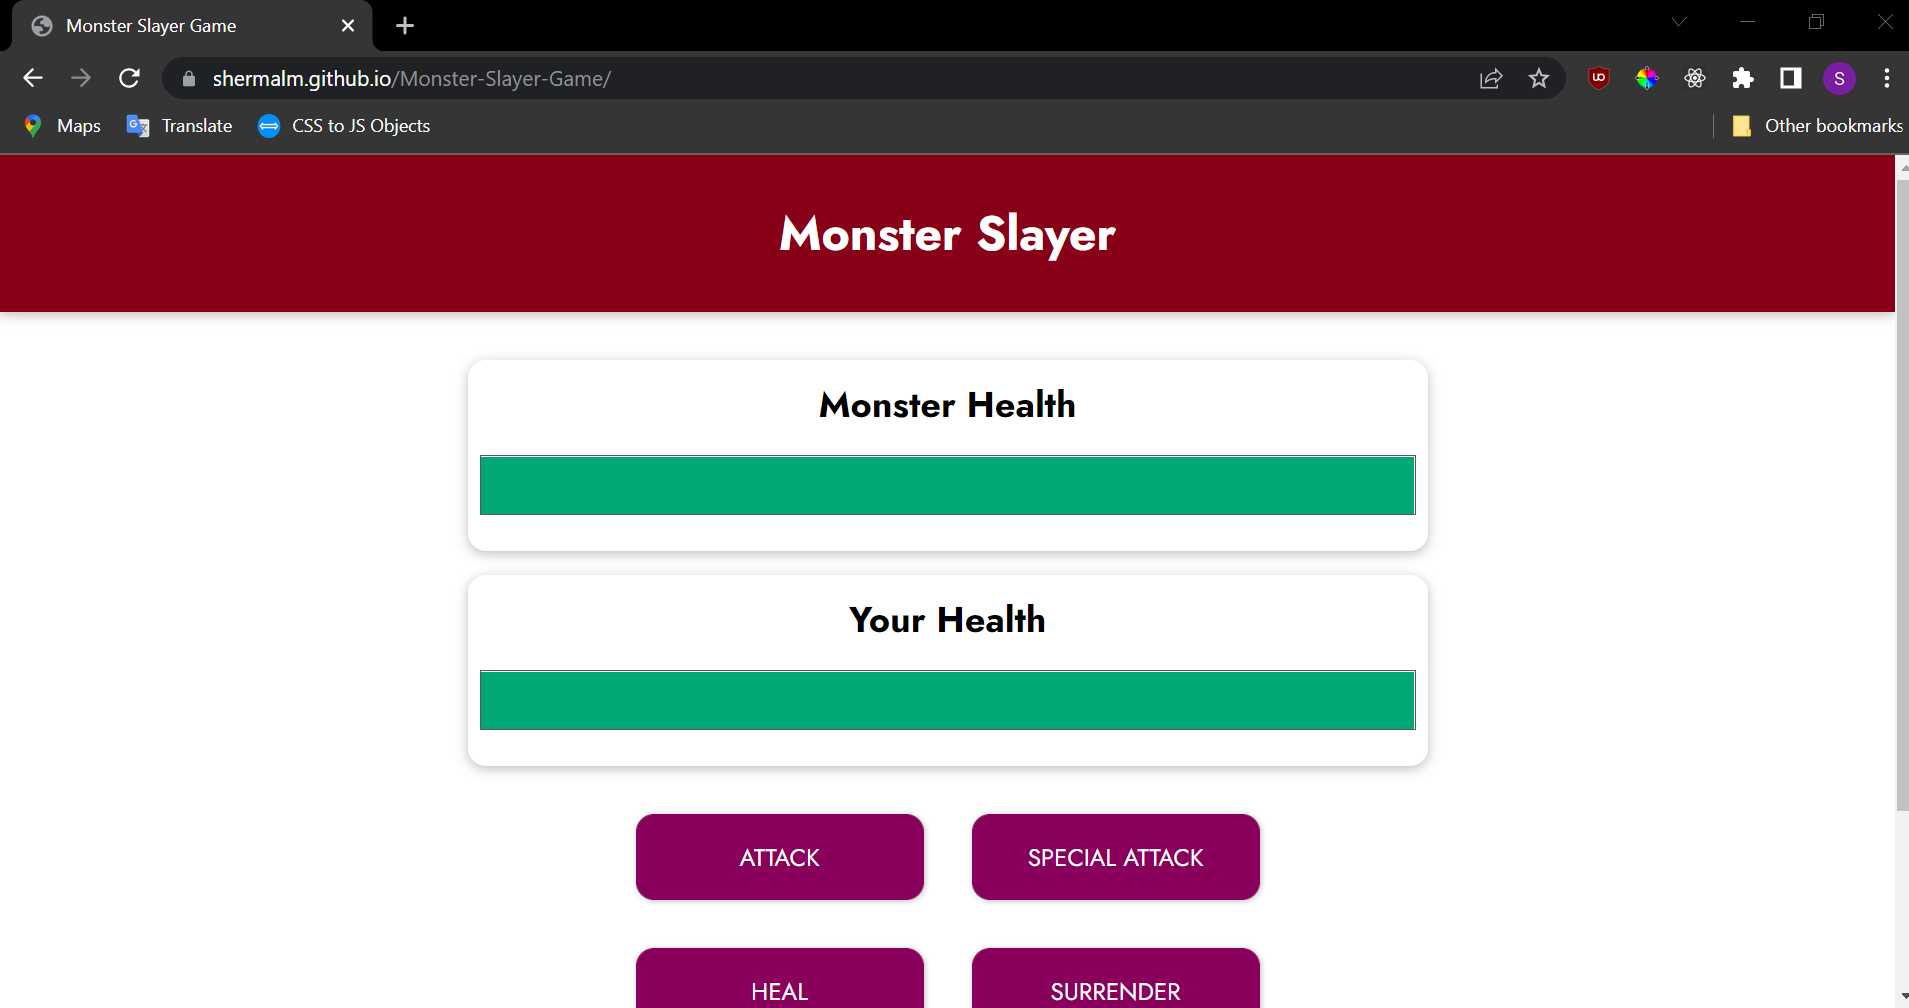 Monster Slayer Game
shermalm.github.io/Monster-Slayer-Game/
S
Maps Translate CSS to JS Objects Other bookmarks
Monster Slayer
Monster Health
Your Health
ATTACK SPECIAL ATTACK
HEAL SURRENDER